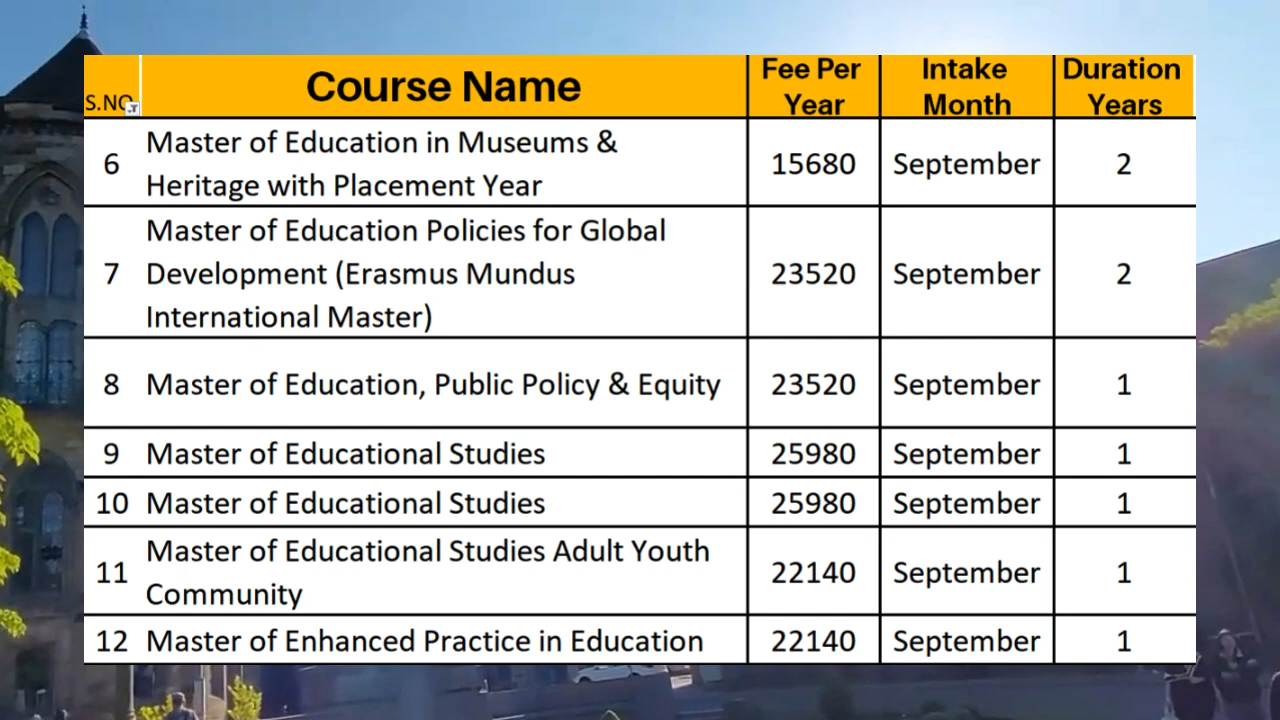 S.NO
Course Name
Fee Per
Year
Intake
Month
Duration
Years
6
Master of Education in Museums &
Heritage with Placement Year
15680
September
2
7
Master of Education Policies for Global
Development (Erasmus Mundus
International Master)
23520
September
2
8
Master of Education, Public Policy & Equity
23520
September
1
9
Master of Educational Studies
25980
September
1
10
Master of Educational Studies
25980
September
1
11
Master of Educational Studies Adult Youth
Community
22140
September
1
12
Master of Enhanced Practice in Education
22140
September
1